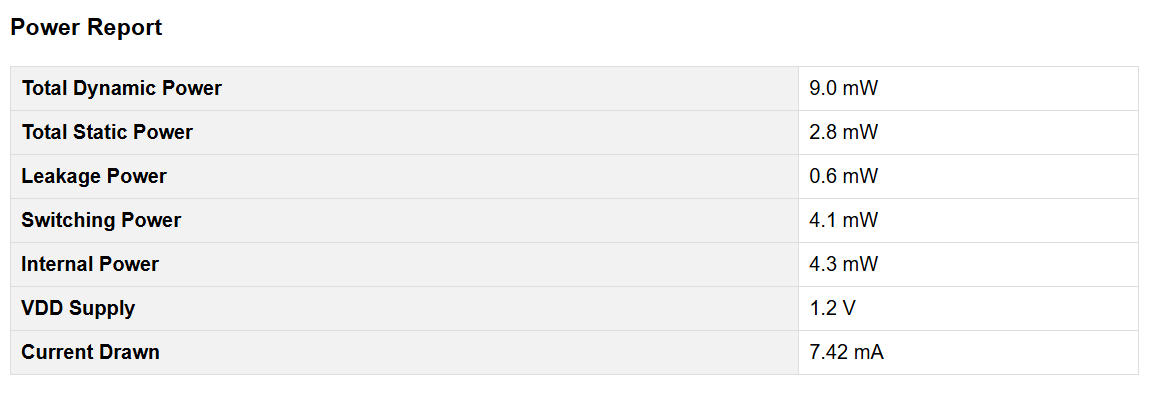 Power Report
Total Dynamic Power 9.0 mW
Total Static Power 2.8 mW
Leakage Power 0.6 mW
Switching Power 4.1 mW
Internal Power 4.3 mW
VDD Supply 1.2 V
Current Drawn 7.42 mA